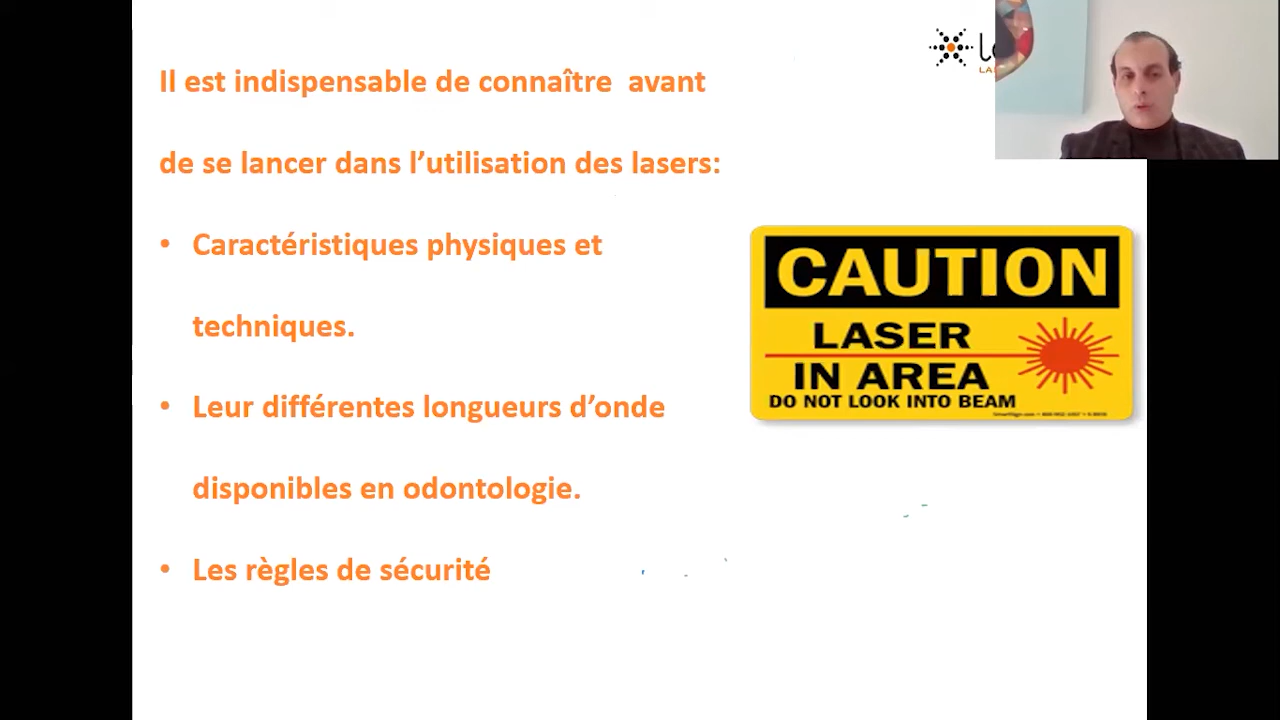 Il est indispensable de connaître avant
de se lancer dans l’utilisation des lasers:
• Caractéristiques physiques et
techniques.
• Leur différentes longueurs d’onde
disponibles en odontologie.
• Les règles de sécurité
CAUTION
LASER
IN AREA
DO NOT LOOK INTO BEAM